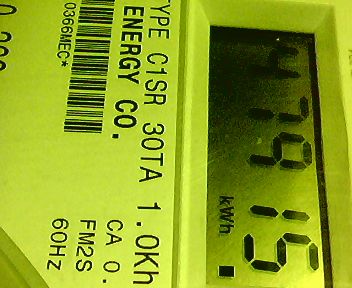 47915
kWh
TYPE C1SR 30TA 1.0Kh
ENERGY CO.
CA 0.
FM2S
60HZ
0366MEC*